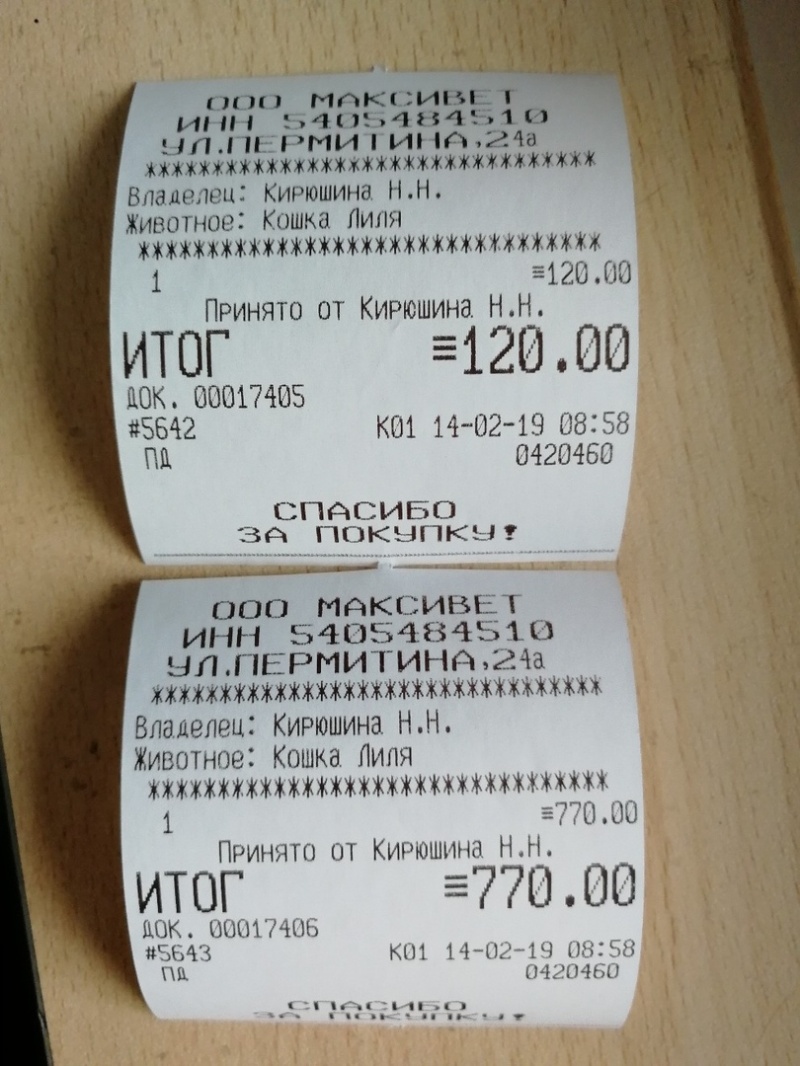 ООО МАКСИВЕТ
ИНН 5405484510
УЛ.ПЕРМИТИНА,24а
*********************************
Владелец: Кирюшина Н.Н.
Животное: Кошка Лиля
*********************************
1 ≡120.00
Принято от Кирюшина Н.Н.
ИТОГ ≡120.00
ДОК. 00017405
#5642 К01 14-02-19 08:58
ПД 0420460
СПАСИБО
ЗА ПОКУПКУ!
ООО МАКСИВЕТ
ИНН 5405484510
УЛ.ПЕРМИТИНА,24а
*********************************
Владелец: Кирюшина Н.Н.
Животное: Кошка Лиля
*********************************
1 ≡770.00
Принято от Кирюшина Н.Н.
ИТОГ ≡770.00
ДОК. 00017406
#5643 К01 14-02-19 08:58
ПД 0420460
СПАСИБО
ЗА ПОКУПКУ!